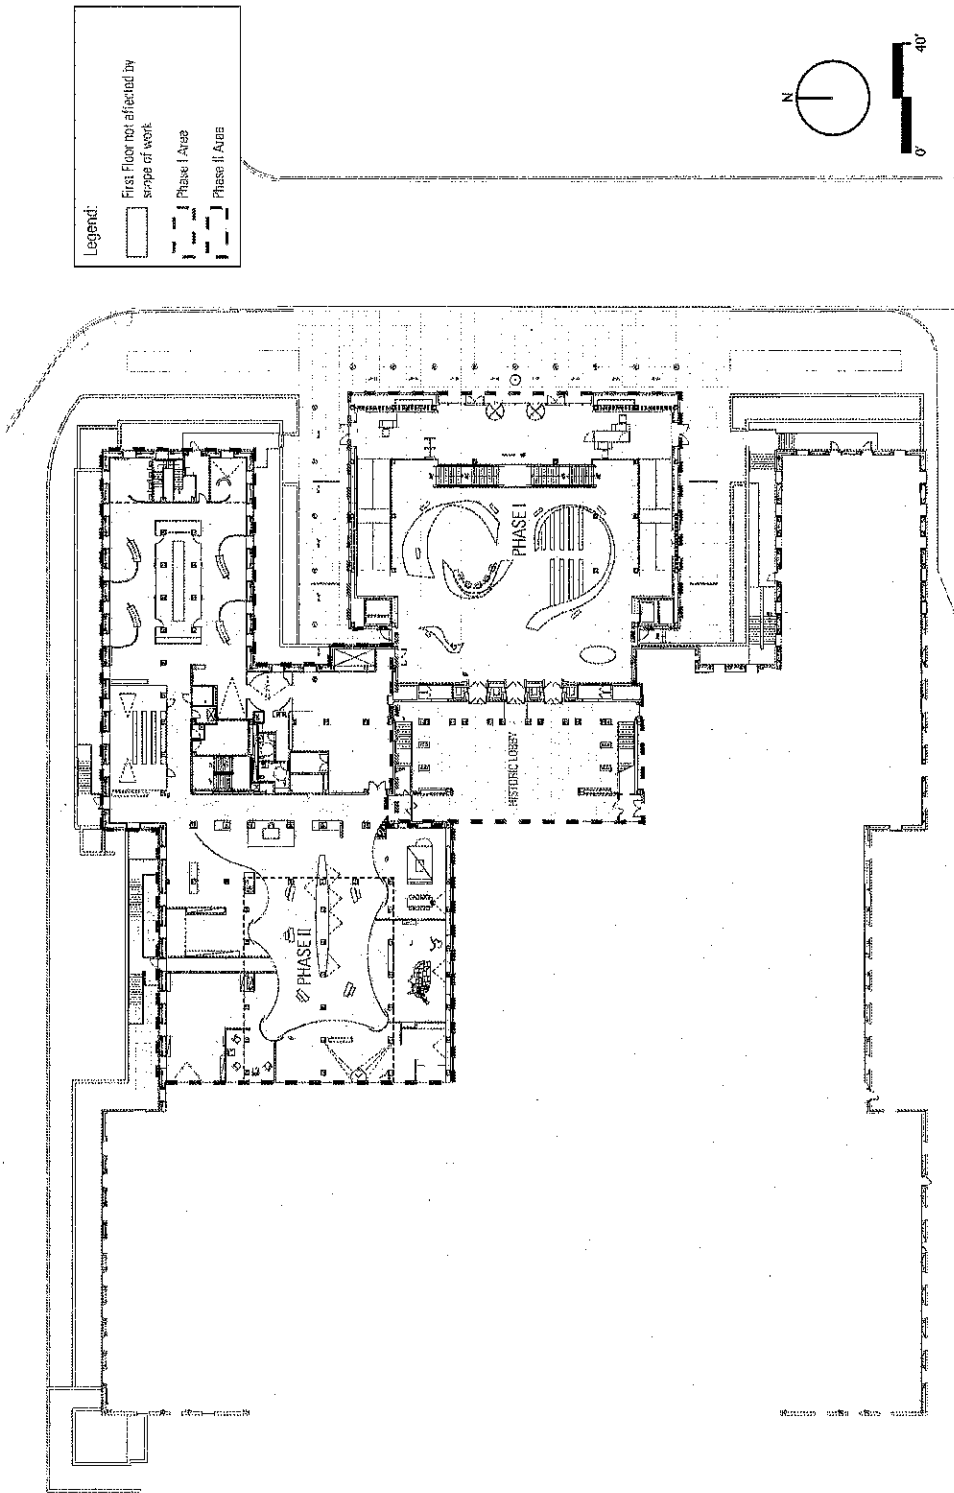 Legend:
First Floor not affected by
scope of work
Phase I Area
Phase II Area
N
0'
40'
PHASE I
HISTORIC LOBBY
PHASE II